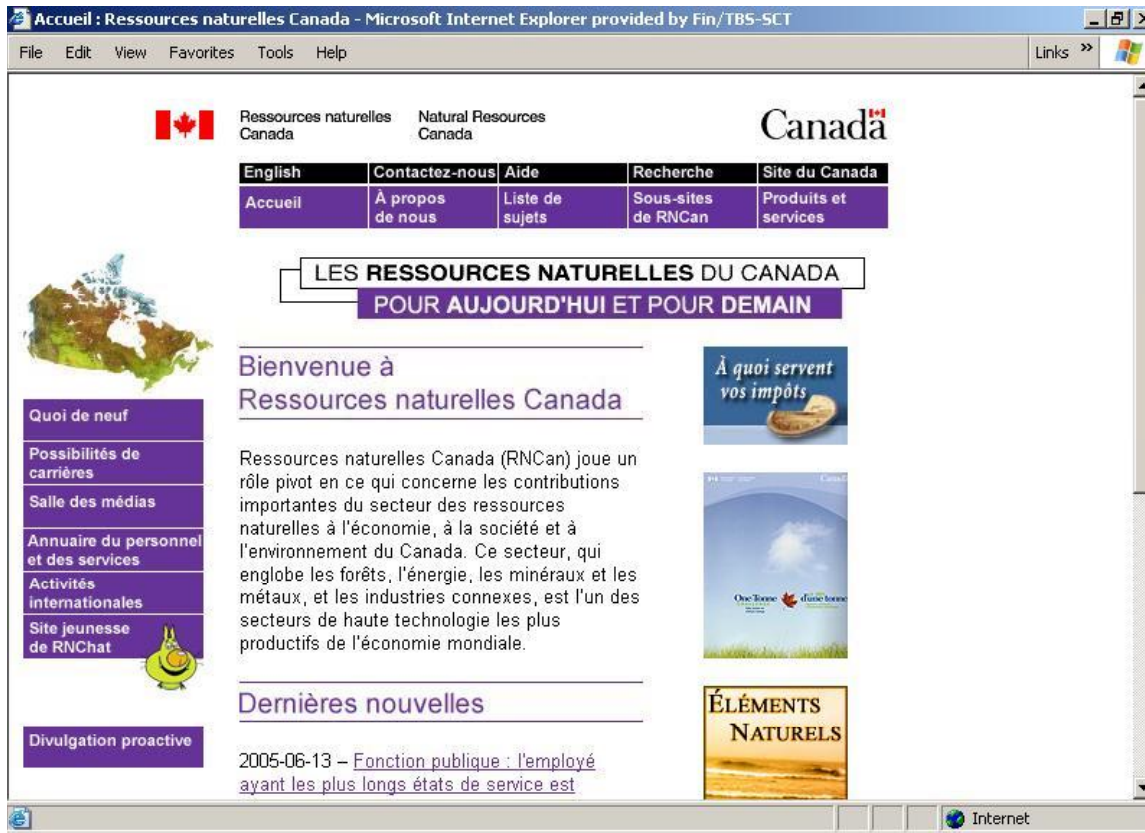 Accueil : Ressources naturelles Canada - Microsoft Internet Explorer provided by Fin/TBS-SCT
File Edit View Favorites Tools Help Links »
Ressources naturelles Natural Resources
Canada Canada
Canada
English Contactez-nous Aide Recherche Site du Canada
Accueil
À propos
de nous
Liste de
sujets
Sous-sites
de RNCan
Produits et
services
LES RESSOURCES NATURELLES DU CANADA
POUR AUJOURD'HUI ET POUR DEMAIN
Quoi de neuf
Possibilités de
carrières
Salle des médias
Annuaire du personnel
et des services
Activités
internationales
Site jeunesse
de RNChat
Divulgation proactive
Bienvenue à
Ressources naturelles Canada
Ressources naturelles Canada (RNCan) joue un
rôle pivot en ce qui concerne les contributions
importantes du secteur des ressources
naturelles à l'économie, à la société et à
l'environnement du Canada. Ce secteur, qui
englobe les forêts, l'énergie, les minéraux et les
métaux, et les industries connexes, est l'un des
secteurs de haute technologie les plus
productifs de l'économie mondiale.
Dernières nouvelles
2005-06-13 – Fonction publique : l'employé
ayant les plus longs états de service est
À quoi servent
vos impôts
Canada
One Tonne d'une tonne
ÉLÉMENTS
NATURELS
Internet